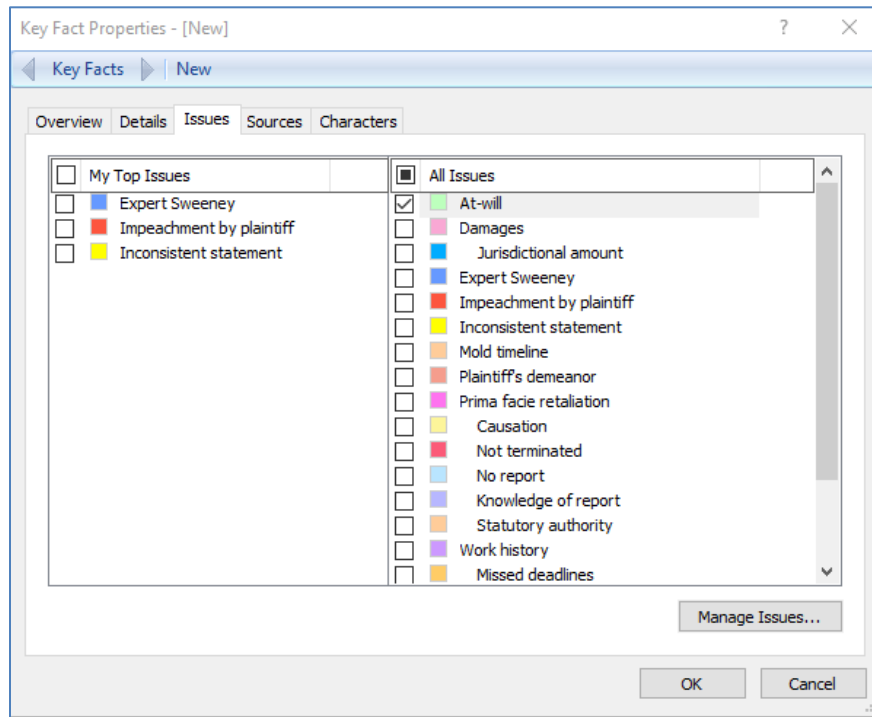 Key Fact Properties - [New]
?
Key Facts New
Overview Details Issues Sources Characters
My Top Issues
Expert Sweeney
Impeachment by plaintiff
Inconsistent statement
All Issues
At-will
Damages
Jurisdictional amount
Expert Sweeney
Impeachment by plaintiff
Inconsistent statement
Mold timeline
Plaintiff's demeanor
Prima facie retaliation
Causation
Not terminated
No report
Knowledge of report
Statutory authority
Work history
Missed deadlines
Manage Issues...
OK Cancel